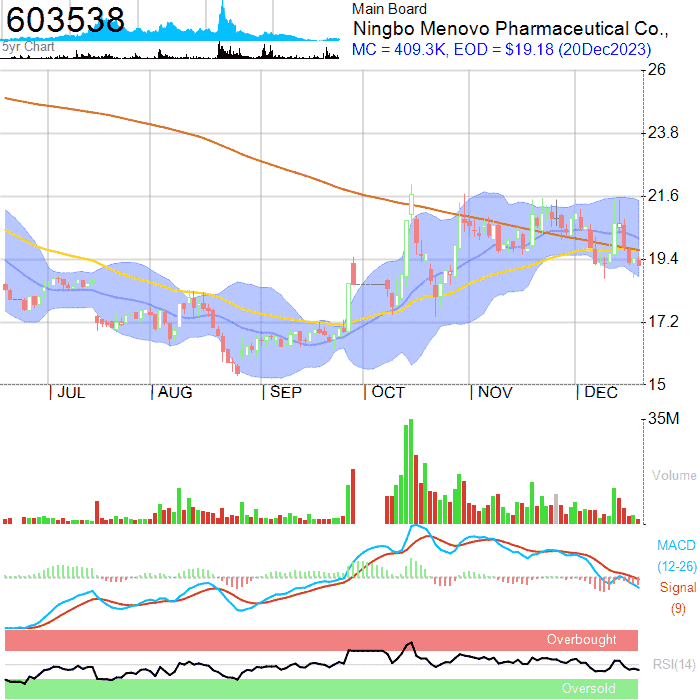 603538
5yr Chart
Main Board
Ningbo Menovo Pharmaceutical Co.,
MC = 409.3K, EOD = $19.18 (20Dec2023)
26
23.8
21.6
19.4
17.2
15
| JUL | AUG | SEP | OCT | NOV | DEC
35M
Volume
MACD
(12-26)
Signal
(9)
Overbought
RSI(14)
Oversold